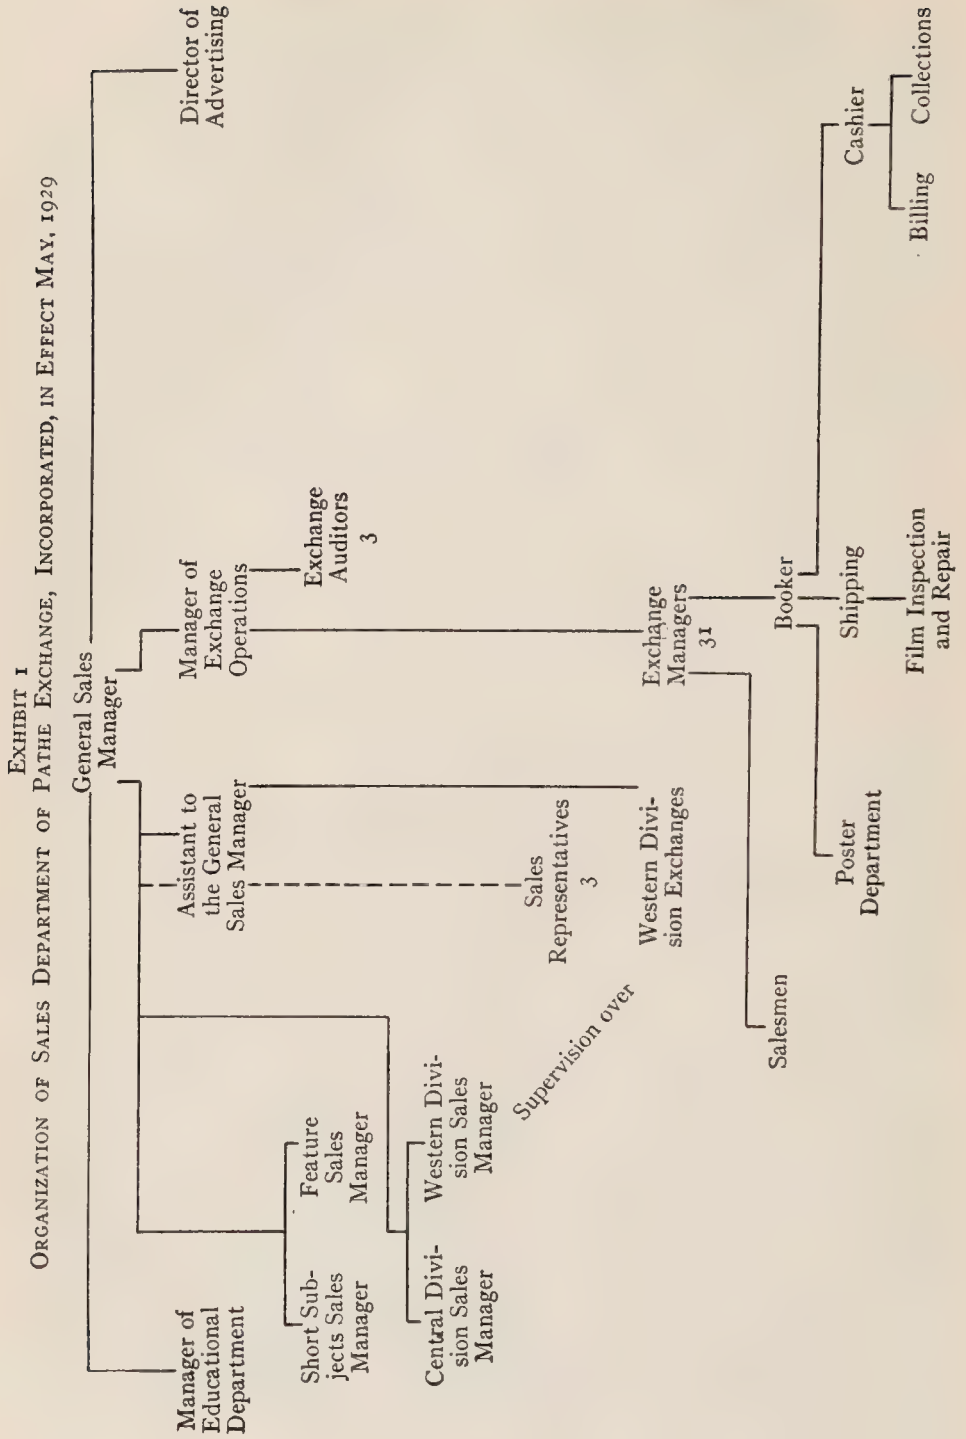 EXHIBIT 1
ORGANIZATION OF SALES DEPARTMENT OF PATHE EXCHANGE, INCORPORATED, IN EFFECT MAY, 1929
General Sales
Manager
Manager of
Educational
Department
Assistant to
the General
Sales Manager
Manager of
Exchange
Operations
Director of
Advertising
Short Sub-
jects Sales
Manager
Feature
Sales
Manager
Exchange
Auditors
3
Central Divi-
sion Sales
Manager
Western Divi-
sion Sales
Manager
Sales
Representatives
3
Supervision over
Western Divi-
sion Exchanges
Exchange
Managers
31
Salesmen
Booker
Poster
Department
Shipping
Cashier
Film Inspection
and Repair
Billing
Collections